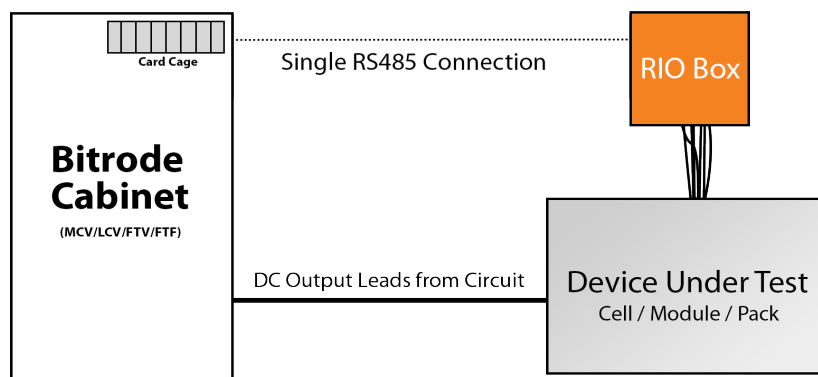 Card Cage
Single RS485 Connection
RIO Box
Bitrode
Cabinet
(MCV/LCV/FTV/FTF)
DC Output Leads from Circuit
Device Under Test
Cell / Module / Pack